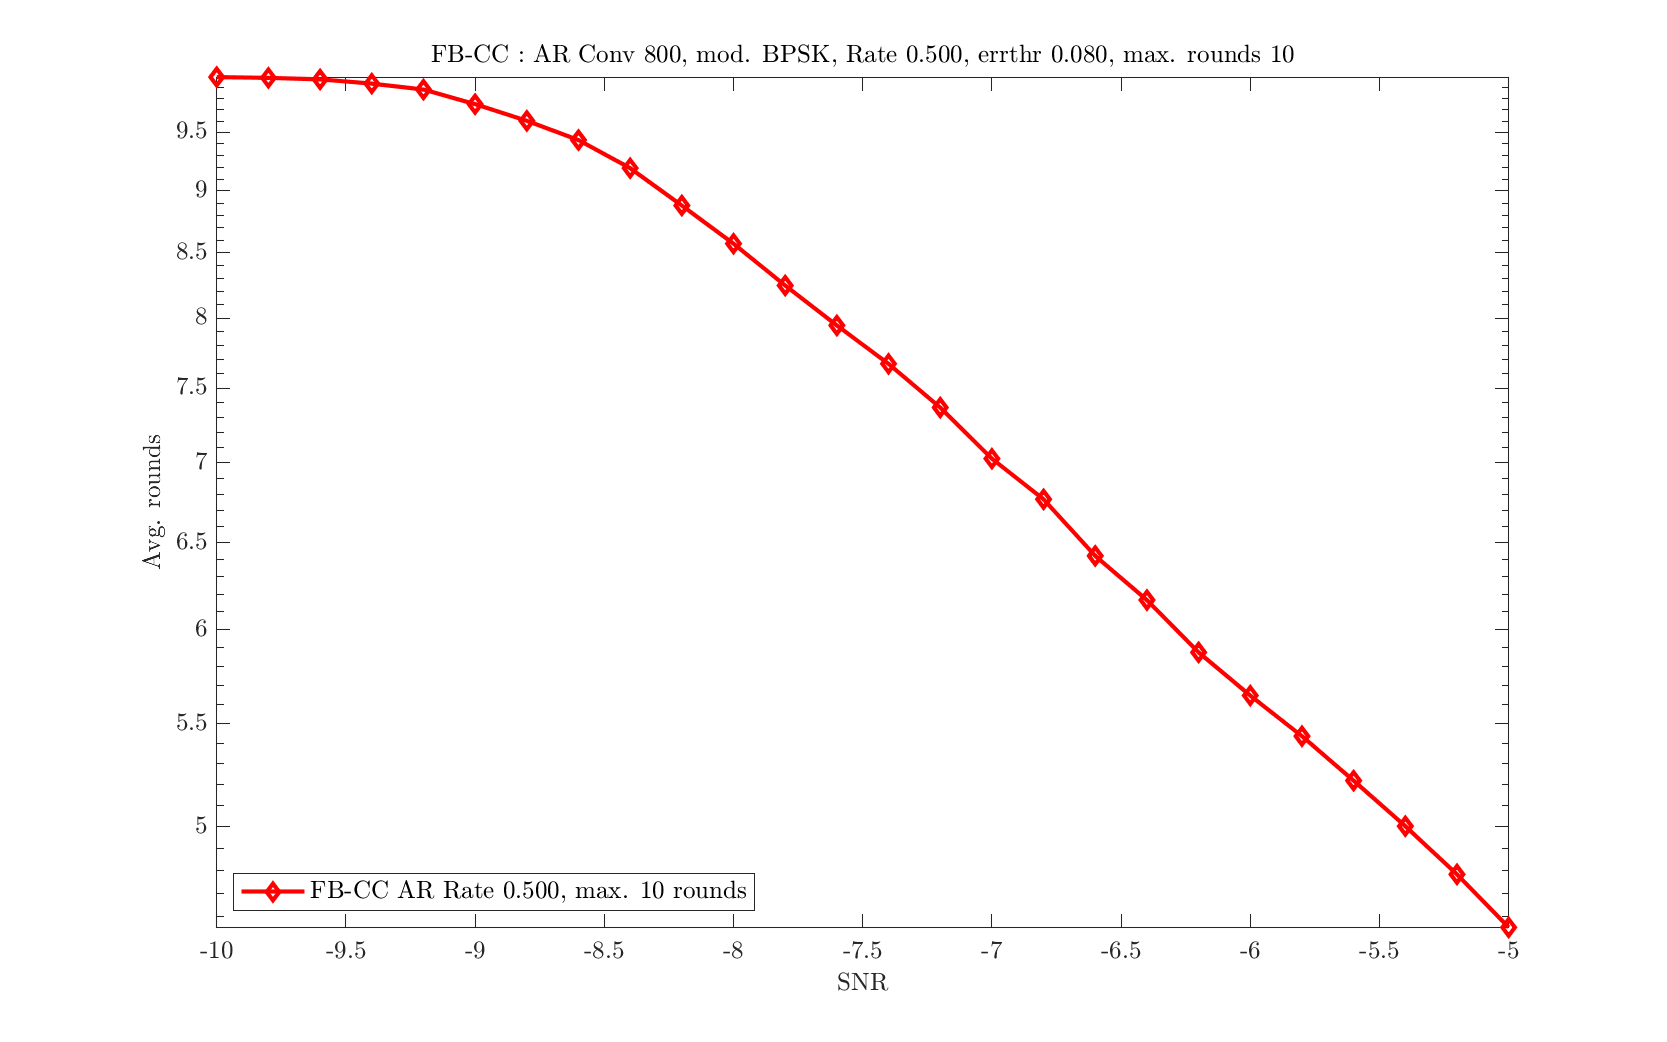 FB-CC : AR Conv 800, mod. BPSK, Rate 0.500, errthr 0.080, max. rounds 10
9.5
9
8.5
8
7.5
7
6.5
6
5.5
5
Avg. rounds
FB-CC AR Rate 0.500, max. 10 rounds
-10 -9.5 -9 -8.5 -8 -7.5 -7 -6.5 -6 -5.5 -5
SNR